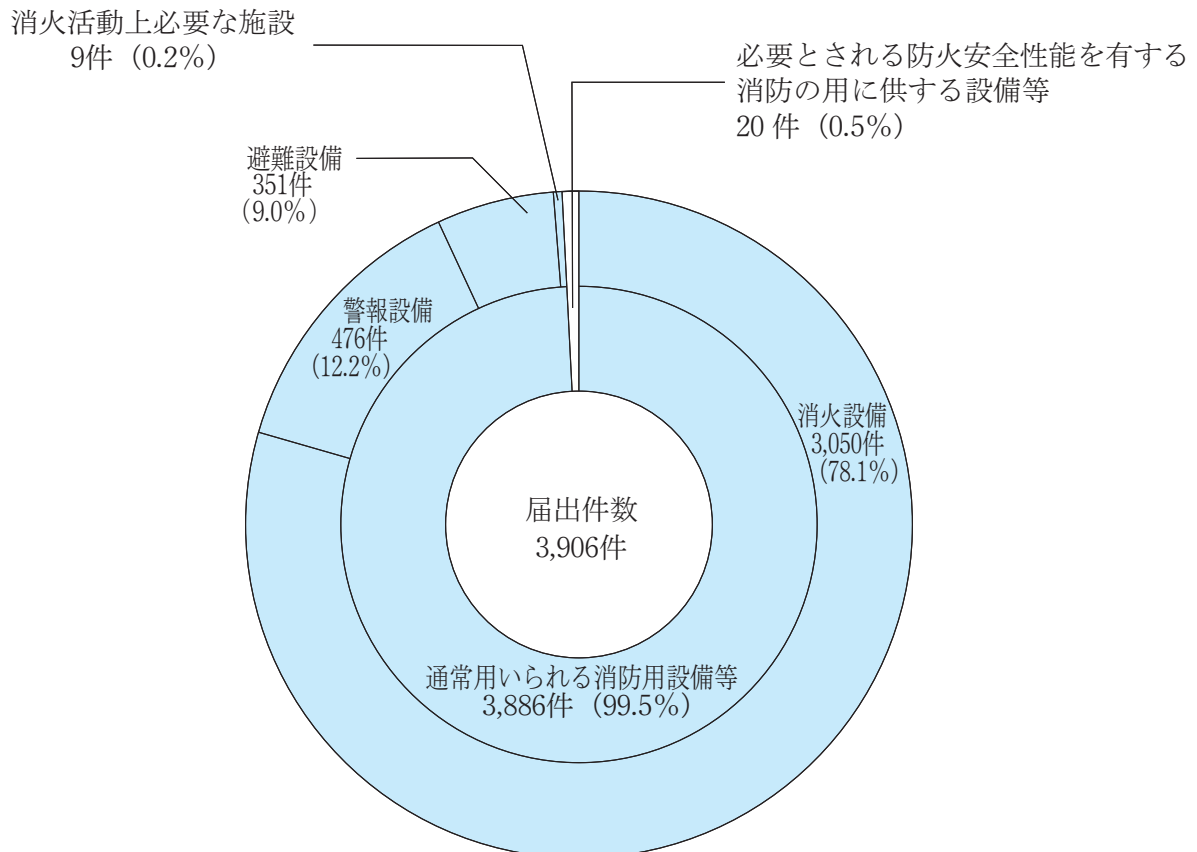 消火活動上必要な施設
9件（0.2%）
必要とされる防火安全性能を有する
消防の用に供する設備等
20 件（0.5%）
避難設備
351件
（9.0%）
警報設備
476件
（12.2%）
消火設備
3,050件
（78.1%）
届出件数
3,906件
通常用いられる消防用設備等
3,886件（99.5%）